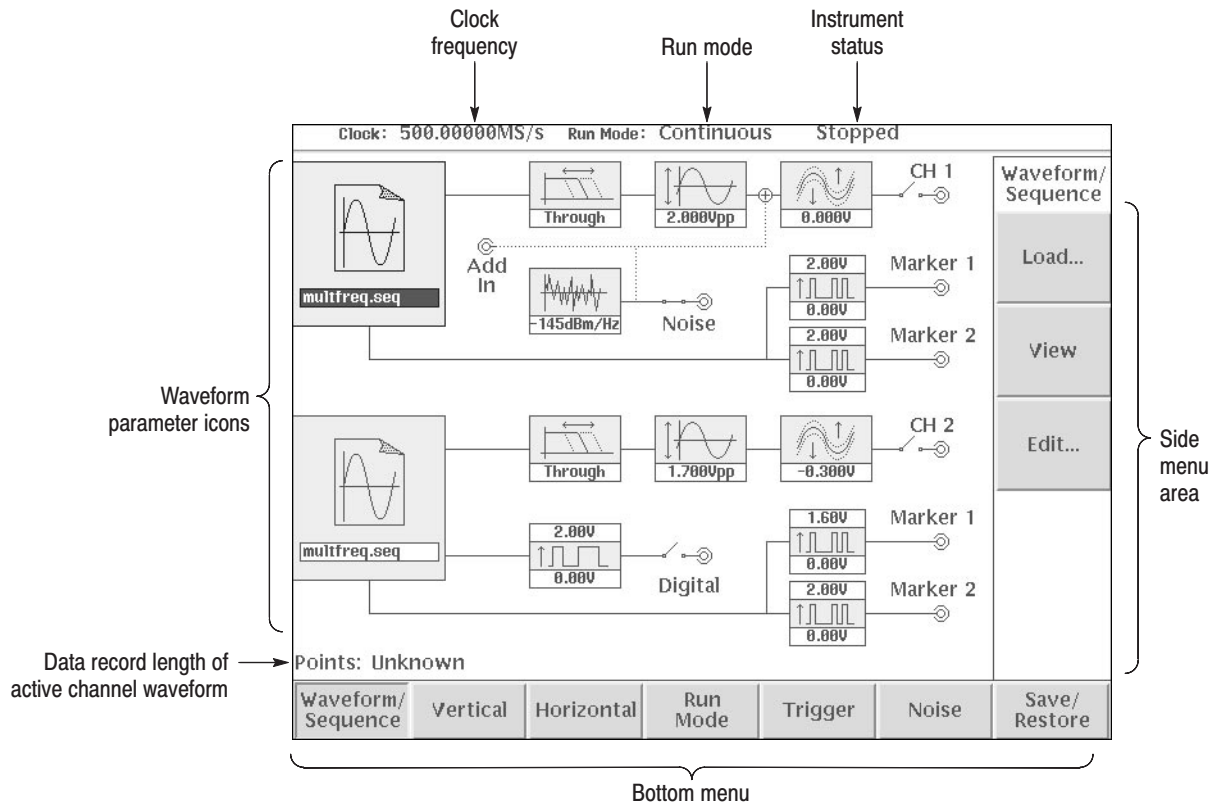 Clock
frequency
Run mode
Instrument
status
Clock: 500.00000MS/s Run Mode: Continuous Stopped
Waveform
parameter icons
multfreq.seq
Through
2.000Vpp
0.000V
CH 1
Add
In
-145dBm/Hz
Noise
2.00V
0.00V
Marker 1
2.00V
0.00V
Marker 2
multfreq.seq
Through
1.700Vpp
-0.300V
CH 2
2.00V
0.00V
Digital
1.60V
0.00V
Marker 1
2.00V
0.00V
Marker 2
Waveform/
Sequence
Load...
View
Edit...
Side
menu
area
Data record length of
active channel waveform
Points: Unknown
Waveform/
Sequence
Vertical
Horizontal
Run
Mode
Trigger
Noise
Save/
Restore
Bottom menu